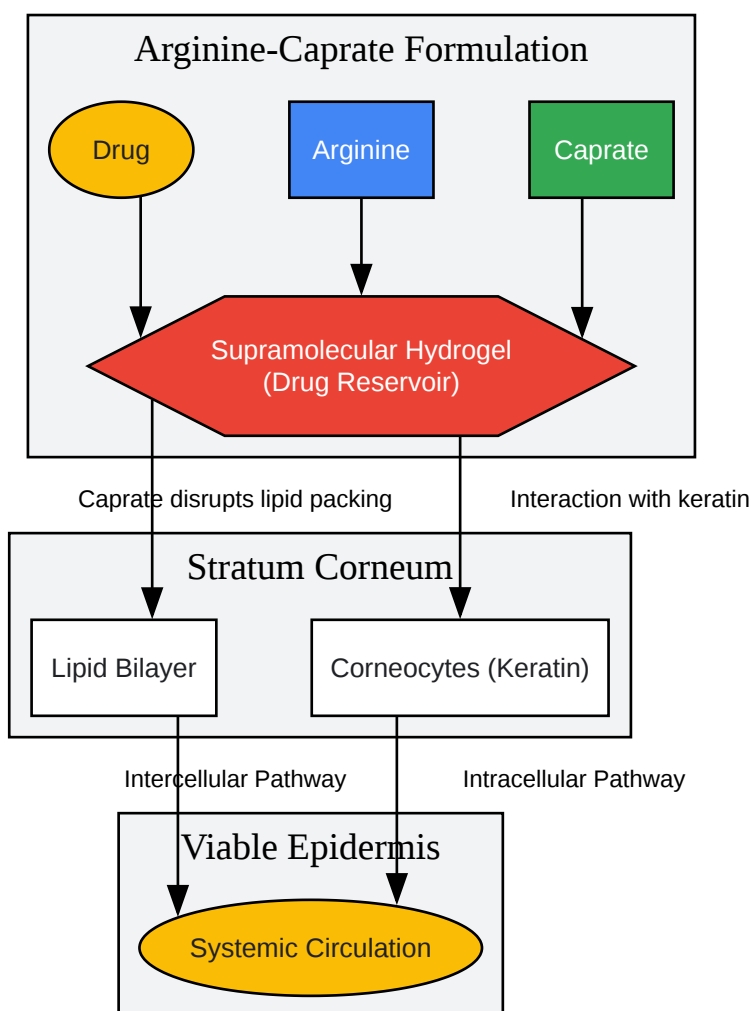 Arginine-Caprate Formulation
Drug
Arginine
Caprate
Supramolecular Hydrogel
(Drug Reservoir)
Caprate disrupts lipid packing
Interaction with keratin
Stratum Corneum
Lipid Bilayer
Corneocytes (Keratin)
Intercellular Pathway
Intracellular Pathway
Viable Epidermis
Systemic Circulation